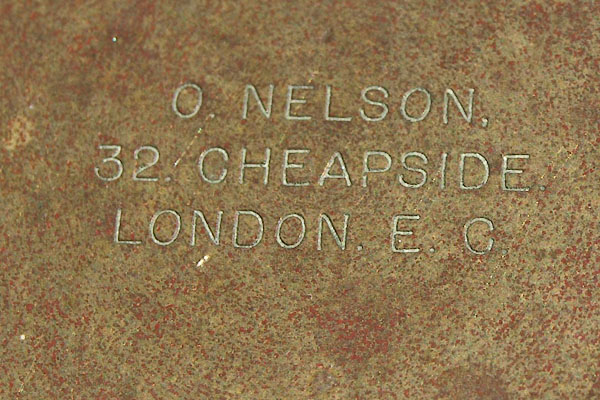 O NELSON,
32. CHEAPSIDE.
LONDON. E. C.